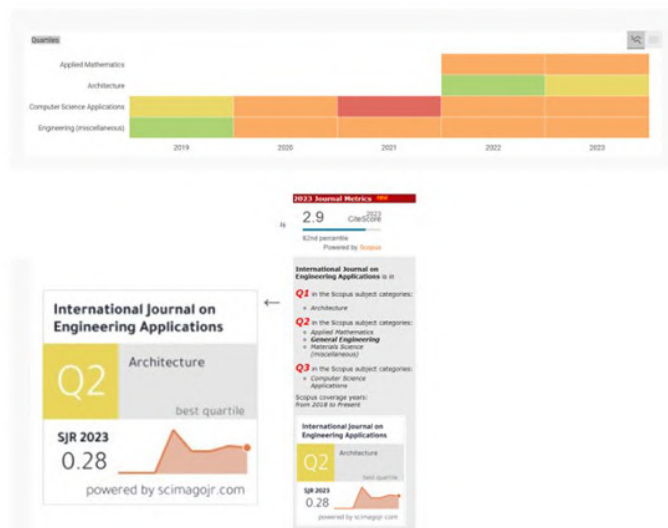 Quartiles
Applied Mathematics
Architecture
Computer Science Applications
Engineering (miscellaneous)
2019 2020 2021 2022 2023
2023 Journal Metrics new
2.9 2023
CiteScore
82nd percentile
Powered by Scopus
International Journal on
Engineering Applications is in
Q1 in the Scopus subject categories:
Architecture
Q2 in the Scopus subject categories:
Applied Mathematics
General Engineering
Materials Science
(miscellaneous)
Q3 in the Scopus subject categories:
Computer Science
Applications
Scopus coverage years:
from 2018 to Present
International Journal on
Engineering Applications
Q2
Architecture
best quartile
SJR 2023
0.28
powered by scimagojr.com
International Journal on
Engineering Applications
Q2
Architecture
best quartile
SJR 2023
0.28
powered by scimagojr.com